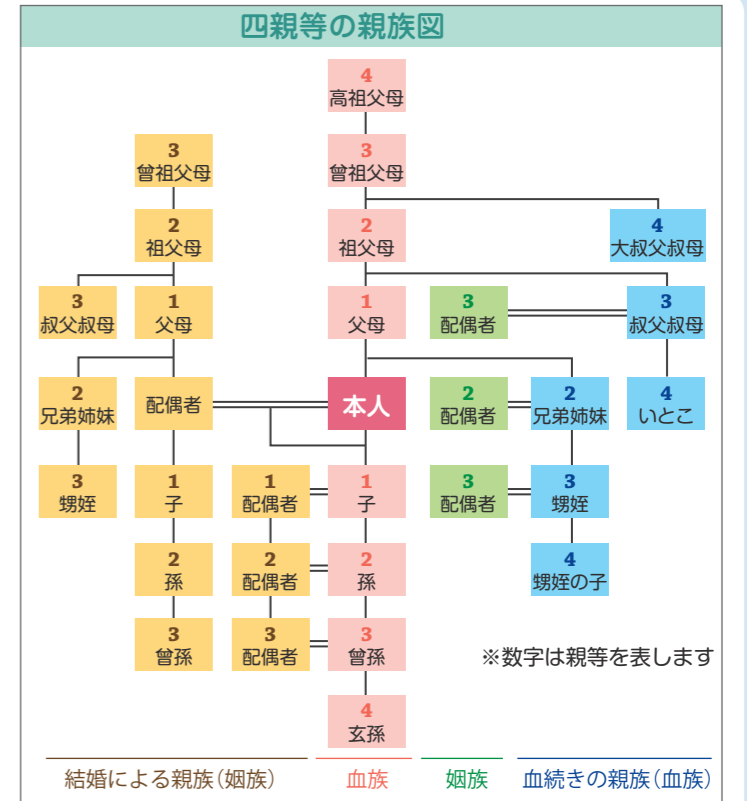 四親等の親族図
4
高祖父母
3
曾祖父母
3
曾祖父母
2
祖父母
2
祖父母
4
大叔父叔母
3
叔父叔母
1
父母
1
父母
3
配偶者
3
叔父叔母
2
兄弟姉妹
配偶者
本人
2
配偶者
2
兄弟姉妹
4
いとこ
3
甥姪
1
子
1
配偶者
1
子
3
配偶者
3
甥姪
2
孫
2
配偶者
2
孫
4
甥姪の子
3
曾孫
3
配偶者
3
曾孫
※数字は親等を表します
4
玄孫
結婚による親族(姻族)
血族
姻族
血続きの親族(血族)